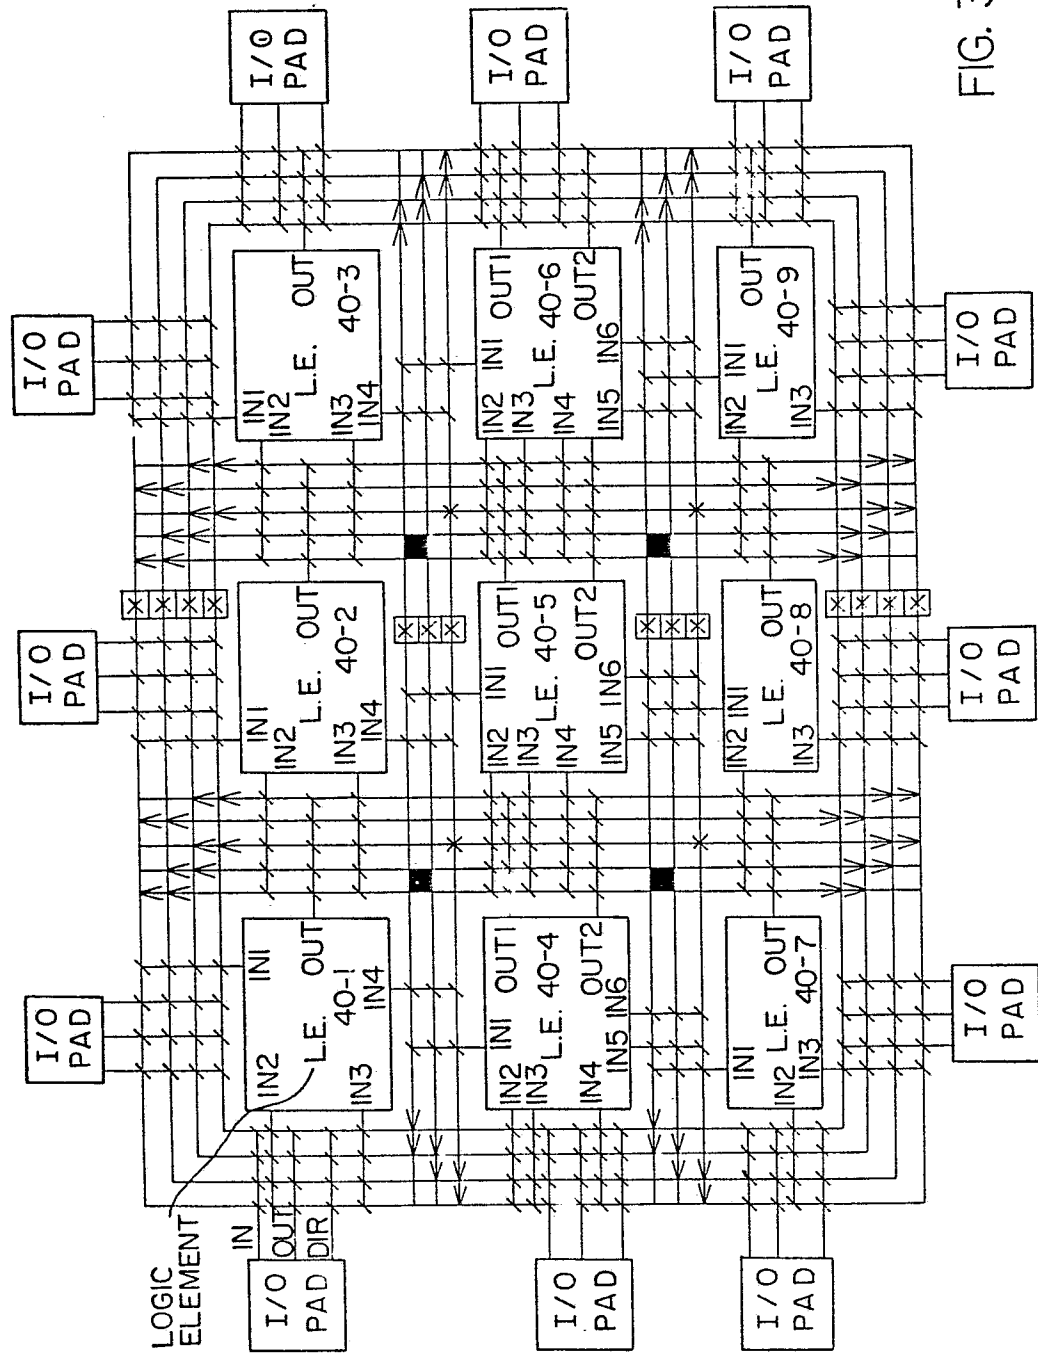 I/O
PAD
I/O
PAD
I/O
PAD
LOGIC
ELEMENT
IN
OUT
DIR
I/O
PAD
IN2
IN1
L.E.
OUT
40-1
IN3
IN4
IN1
IN2
L.E.
OUT
40-2
IN3
IN4
IN1
IN2
L.E.
OUT
40-3
IN3
IN4
I/O
PAD
I/O
PAD
IN1
IN2
OUT1
IN3
L.E. 40-4
IN4
OUT2
IN5
IN6
IN1
IN2
OUT1
IN3
L.E. 40-5
IN4
OUT2
IN5
IN6
IN1
IN2
OUT1
IN3
L.E. 40-6
IN4
OUT2
IN5
IN6
I/O
PAD
I/O
PAD
IN1
IN2
L.E.
OUT
IN3
40-7
IN2
IN1
L.E.
OUT
IN3
40-8
IN2
IN1
L.E.
OUT
IN3
40-9
I/O
PAD
I/O
PAD
I/O
PAD
I/O
PAD
FIG. 3